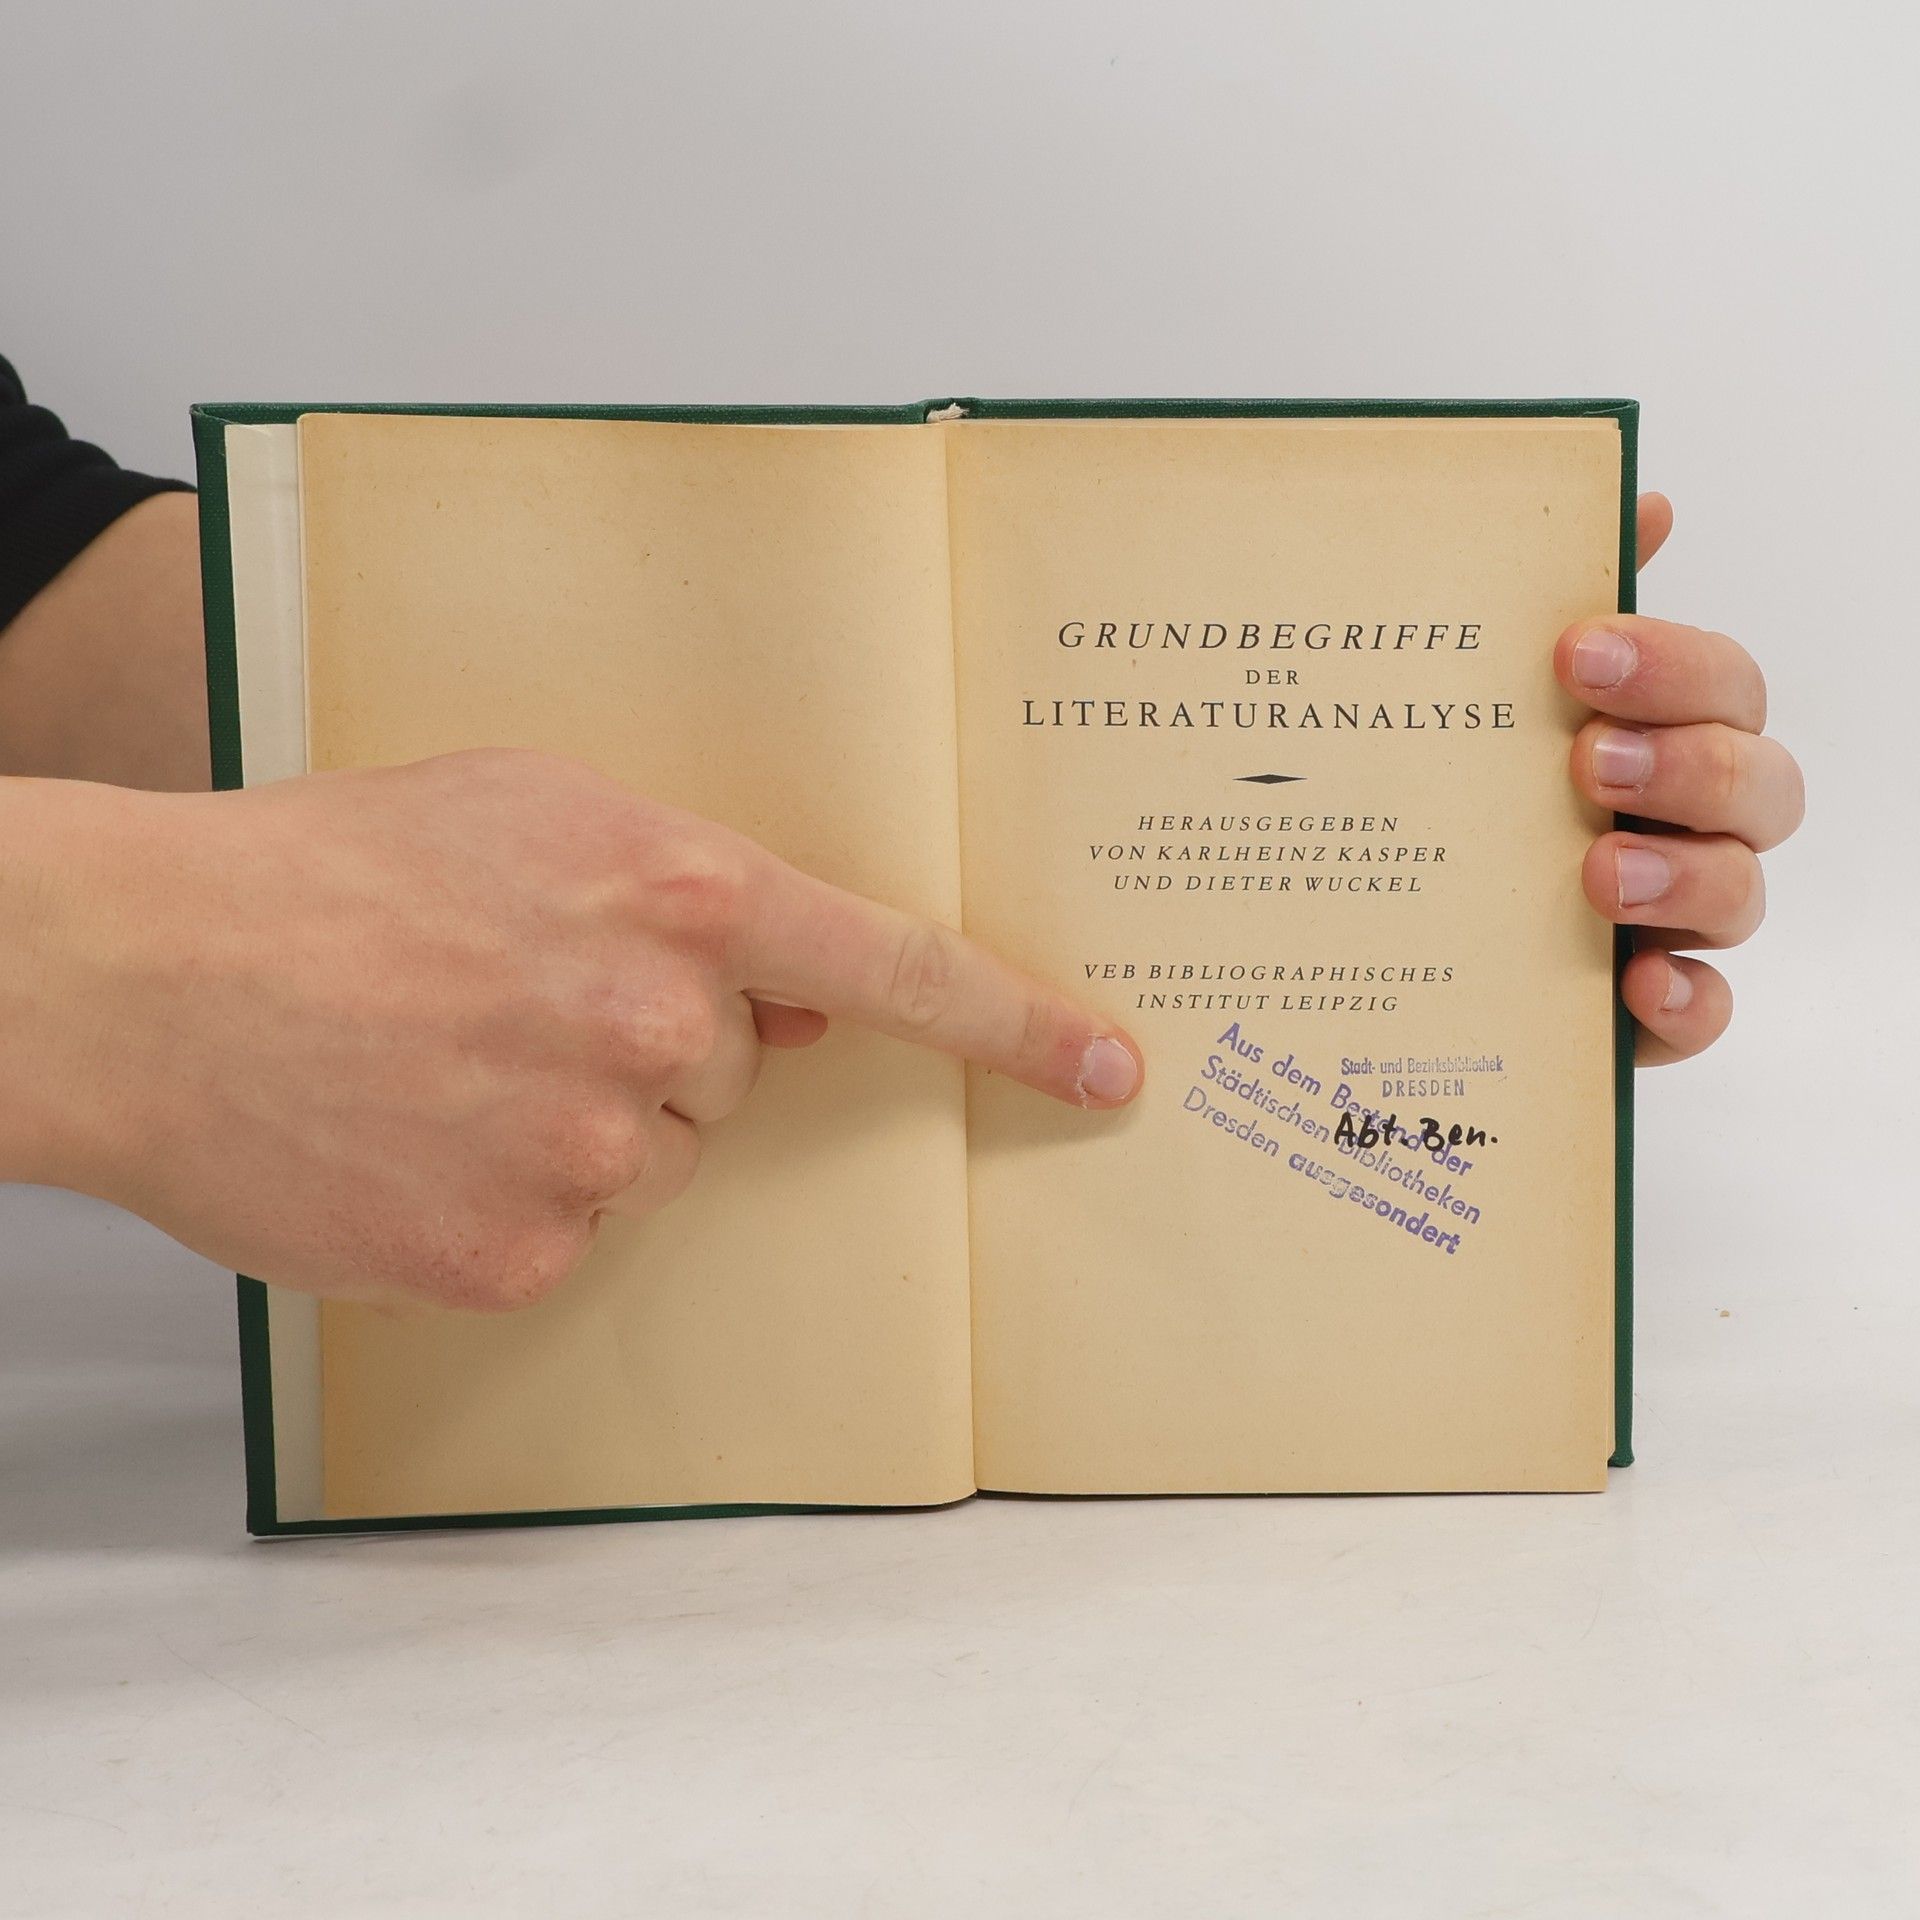 GRUNDBEGRIFFE
DER
LITERATURANALYSE
HERAUSGEGEBEN
VON KARLHEINZ KASPER
UND DIETER WUCKEL
VEB BIBLIOGRAPHISCHES
INSTITUT LEIPZIG
Stadt- und Bezirksbibliothek
DRESDEN
Abt. Ben.
Aus dem Bestand der
Städtischen Bibliotheken
Dresden ausgesondert